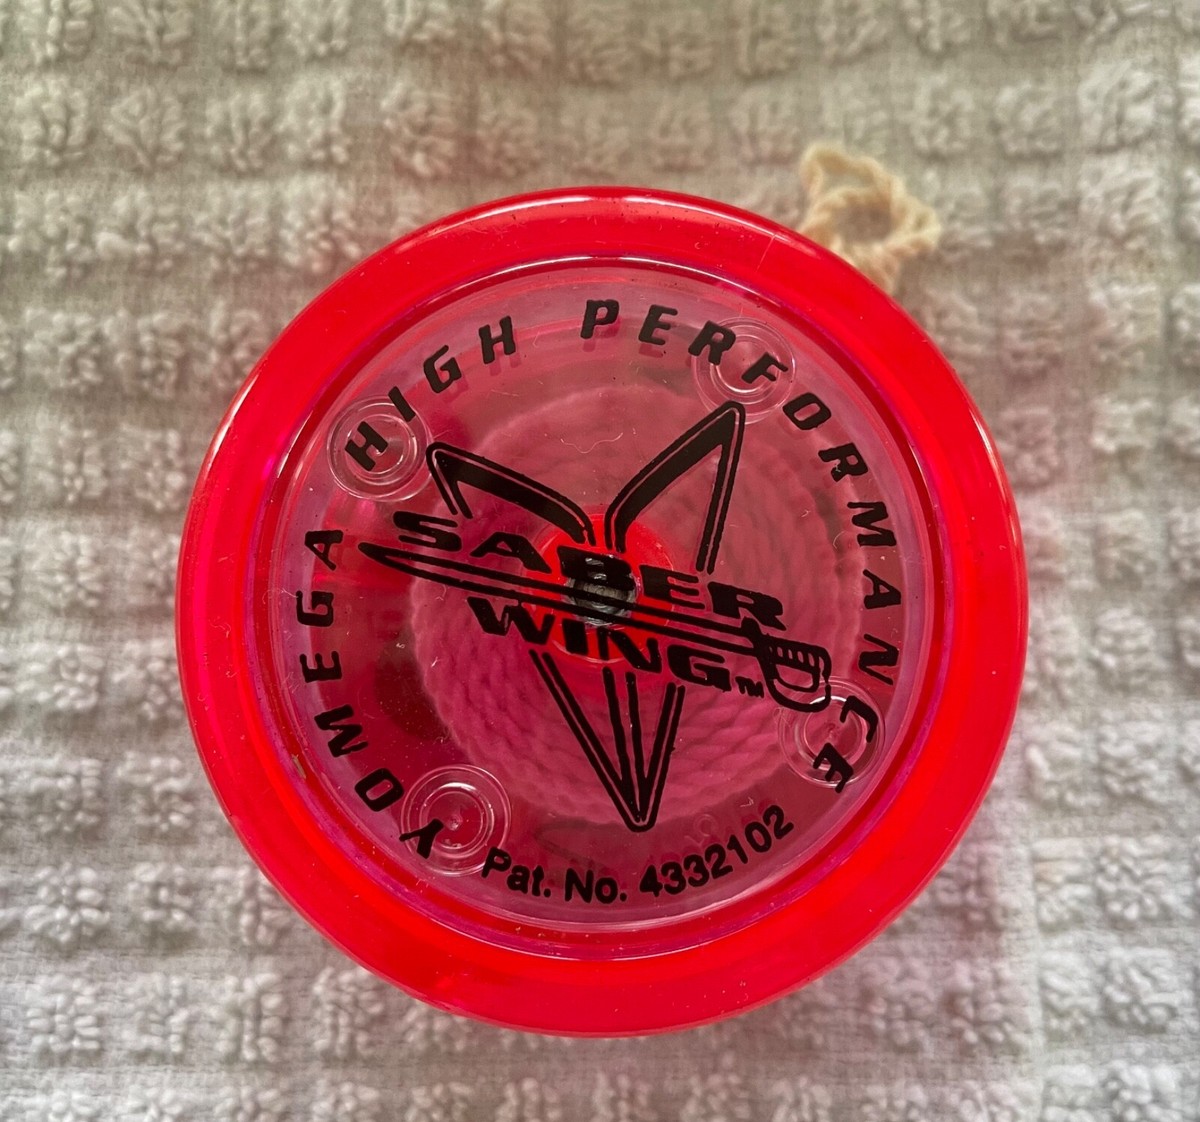 YOMEGA HIGH PERFORMANCE
SABER
WING™
Pat. No. 4332102